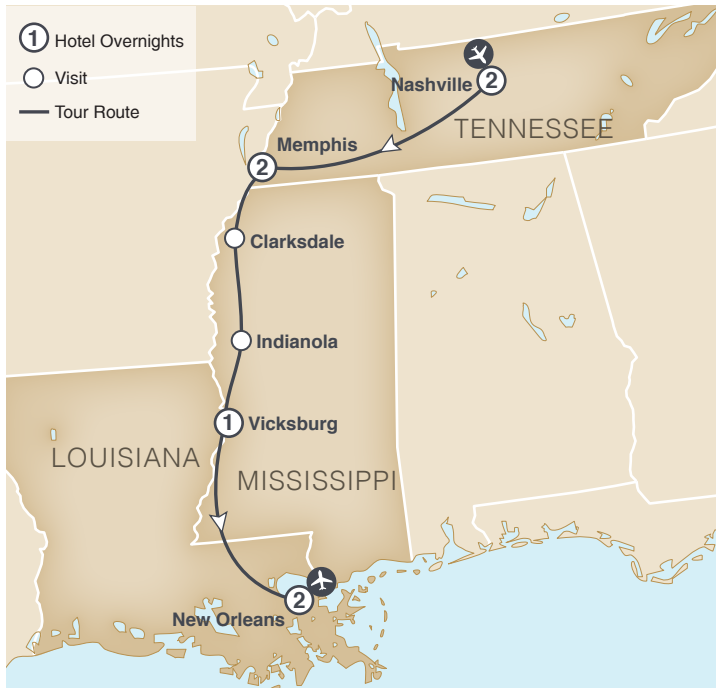 1 Hotel Overnights
Visit
Tour Route
Nashville 2
TENNESSEE
Memphis
2
Clarksdale
Indianola
1 Vicksburg
LOUISIANA
MISSISSIPPI
2
New Orleans